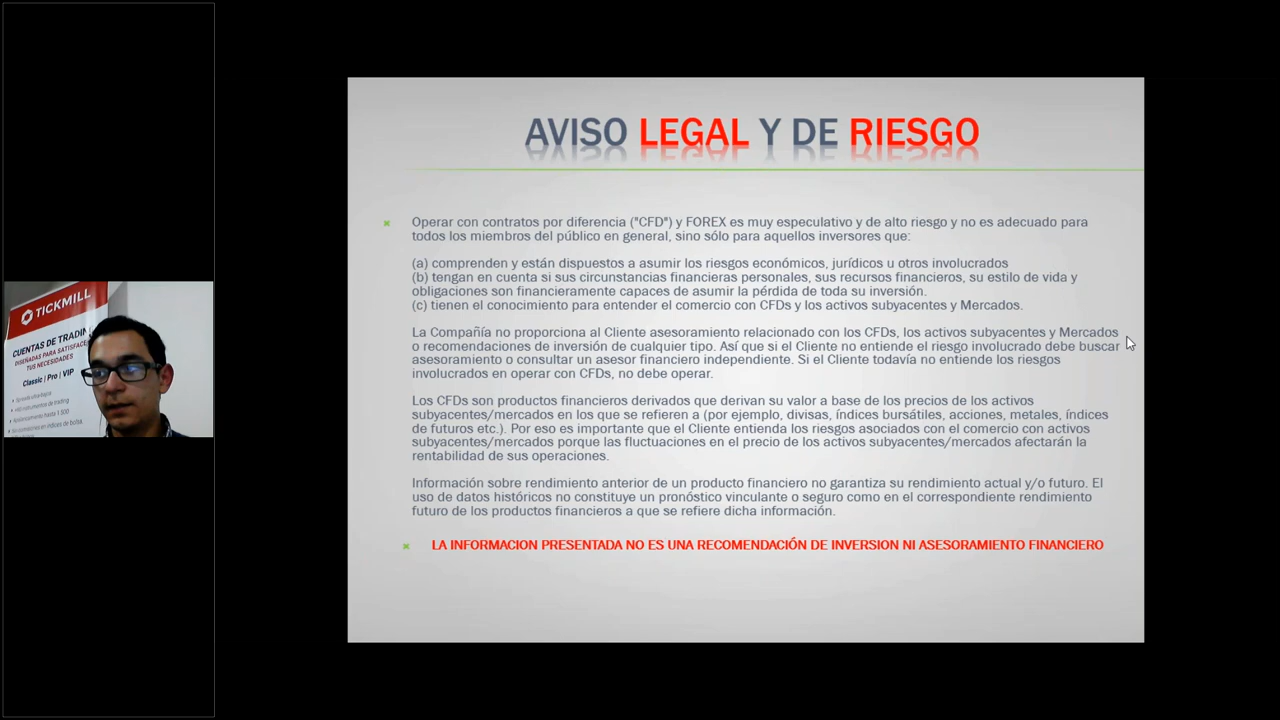 AVISO LEGAL Y DE RIESGO
Operar con contratos por diferencia ("CFD") y FOREX es muy especulativo y de alto riesgo y no es adecuado para
todos los miembros del público en general, sino sólo para aquellos inversores que:
(a) comprenden y están dispuestos a asumir los riesgos económicos, jurídicos u otros involucrados
(b) tengan en cuenta si sus circunstancias financieras personales, sus recursos financieros, su estilo de vida y
obligaciones son financieramente capaces de asumir la pérdida de toda su inversión.
(c) tienen el conocimiento para entender el comercio con CFDs y los activos subyacentes y Mercados.
La Compañía no proporciona al Cliente asesoramiento relacionado con los CFDs, los activos subyacentes y Mercados
o recomendaciones de inversión de cualquier tipo. Así que si el Cliente no entiende el riesgo involucrado debe buscar
asesoramiento o consultar un asesor financiero independiente. Si el Cliente todavía no entiende los riesgos
involucrados en operar con CFDs, no debe operar.
Los CFDs son productos financieros derivados que derivan su valor a base de los precios de los activos
subyacentes/mercados en los que se refieren a (por ejemplo, divisas, índices bursátiles, acciones, metales, índices
de futuros etc.). Por eso es importante que el Cliente entienda los riesgos asociados con el comercio con activos
subyacentes/mercados porque las fluctuaciones en el precio de los activos subyacentes/mercados afectarán la
rentabilidad de sus operaciones.
Información sobre rendimiento anterior de un producto financiero no garantiza su rendimiento actual y/o futuro. El
uso de datos históricos no constituye un pronóstico vinculante o seguro como en el correspondiente rendimiento
futuro de los productos financieros a que se refiere dicha información.
LA INFORMACION PRESENTADA NO ES UNA RECOMENDACIÓN DE INVERSION NI ASESORAMIENTO FINANCIERO
TICKMILL
CUENTAS DE TRADIN
DISEÑADAS PARA SATISFACE
TUS NECESIDADES
Classic | Pro | VIP